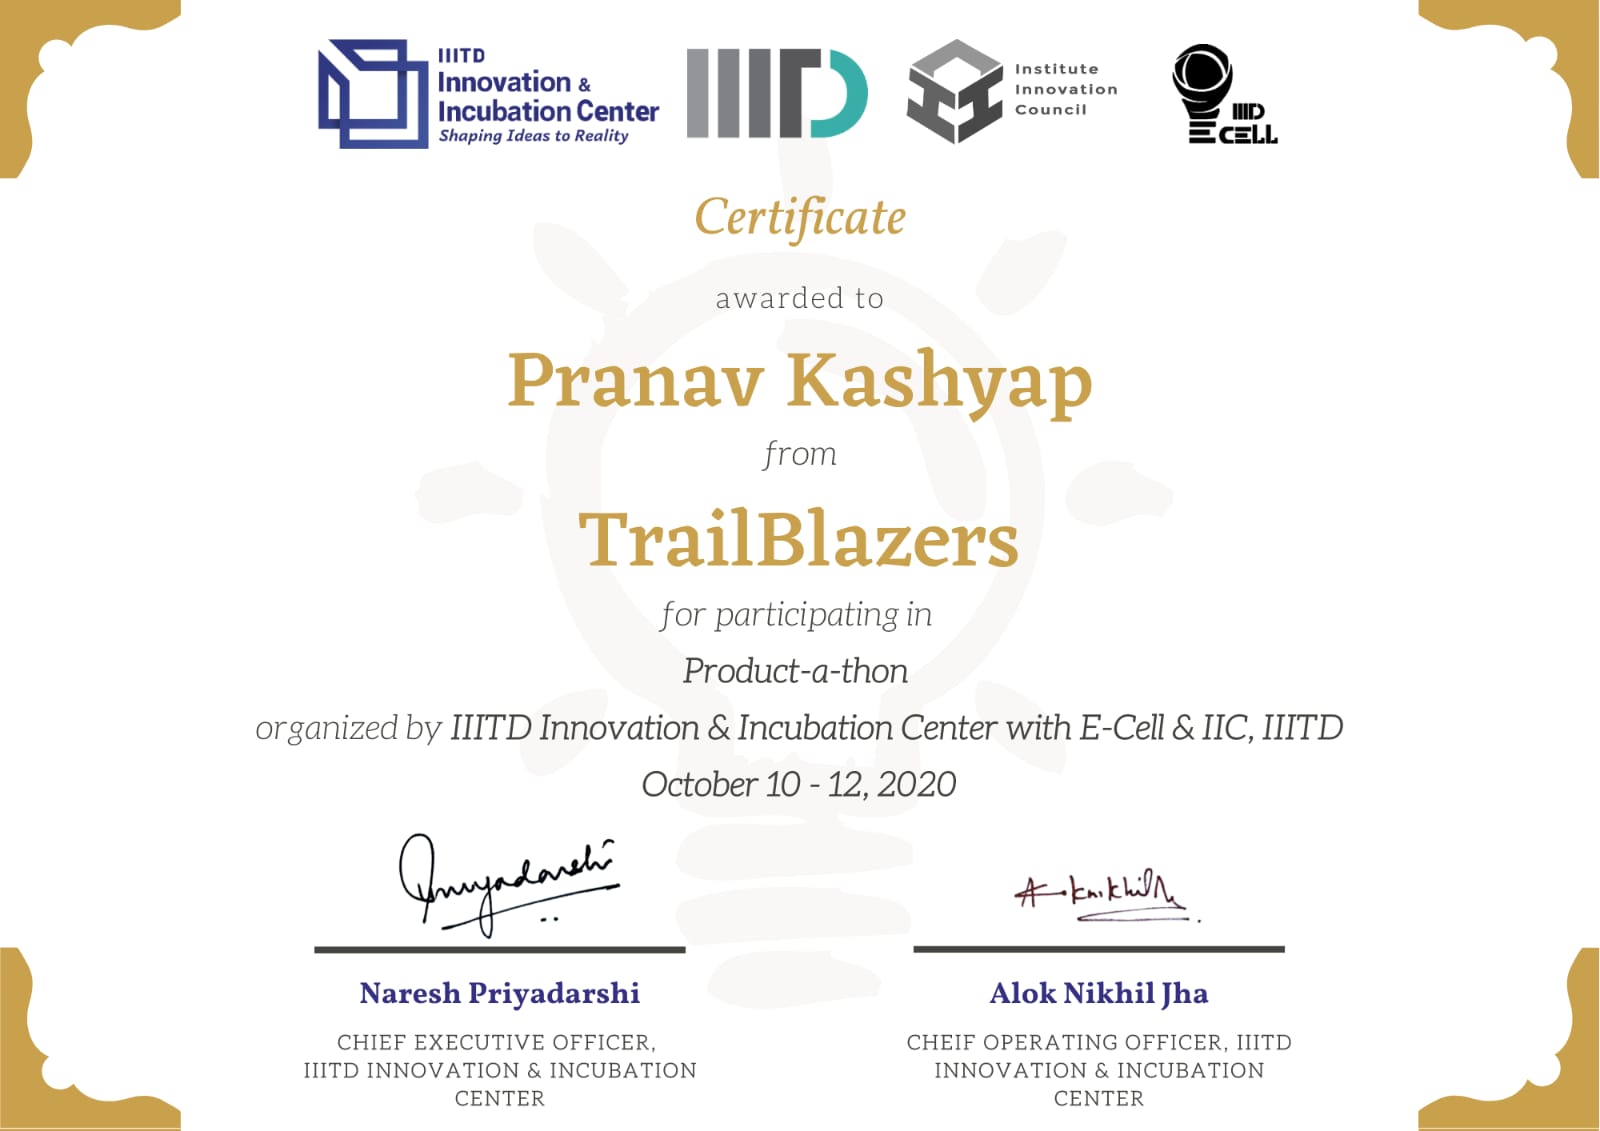 IIITD
Innovation &
Incubation Center
Shaping Ideas to Reality
IIITD
Institute
Innovation
Council
IIID
E CELL
Certificate
awarded to
Pranav Kashyap
from
TrailBlazers
for participating in
Product-a-thon
organized by IIITD Innovation & Incubation Center with E-Cell & IIC, IIITD
October 10 - 12, 2020
Priyadarshi
Naresh Priyadarshi
Alok Nikhil Jha
CHIEF EXECUTIVE OFFICER,
IIITD INNOVATION & INCUBATION
CENTER
CHEIF OPERATING OFFICER, IIITD
INNOVATION & INCUBATION
CENTER